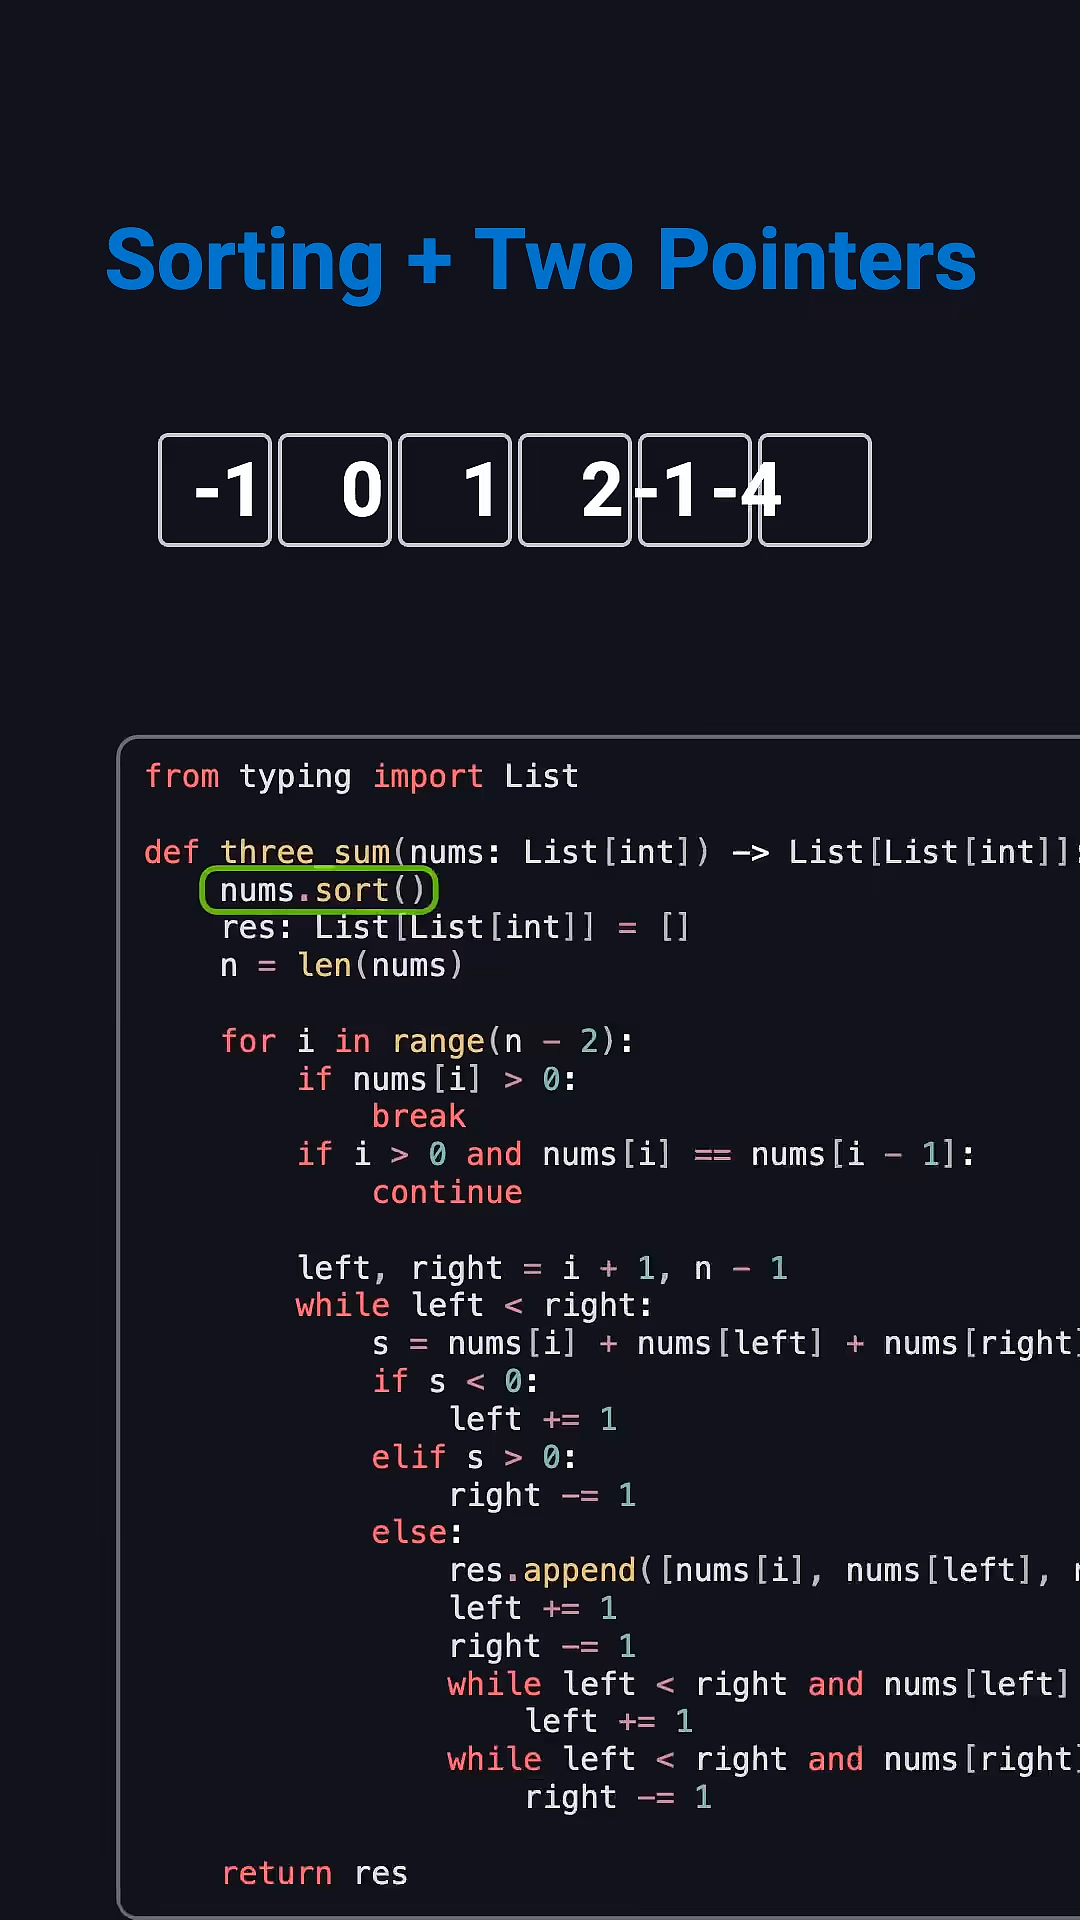 Sorting + Two Pointers
-1 0 1 2 -1 -4
from typing import List
def three_sum(nums: List[int]) -> List[List[int]]:
nums.sort()
res: List[List[int]] = []
n = len(nums)
for i in range(n - 2):
if nums[i] > 0:
break
if i > 0 and nums[i] == nums[i - 1]:
continue
left, right = i + 1, n - 1
while left < right:
s = nums[i] + nums[left] + nums[right]
if s < 0:
left += 1
elif s > 0:
right -= 1
else:
res.append([nums[i], nums[left],
left += 1
right -= 1
while left < right and nums[left]
left += 1
while left < right and nums[right]
right -= 1
return res